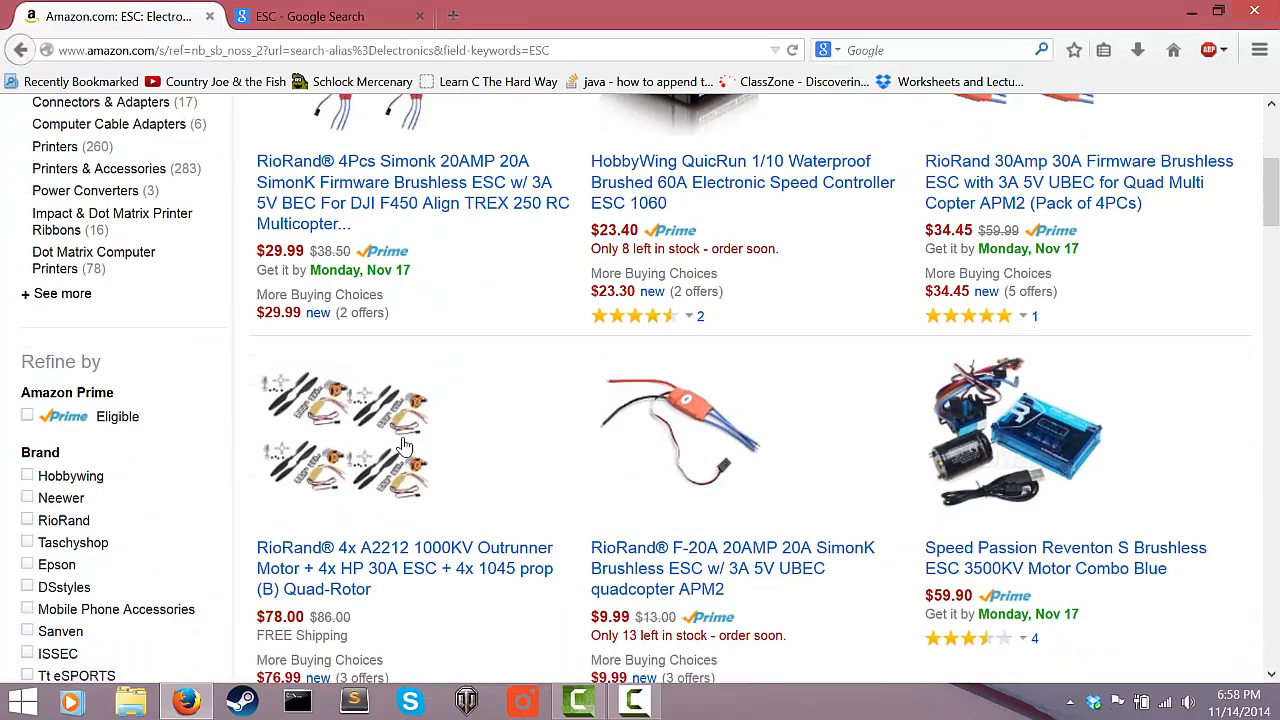 Amazon.com: ESC: Electro...
ESC - Google Search
www.amazon.com/s/ref=nb_sb_noss_2?url=search-alias%3Delectronics&field-keywords=ESC
Google
ABP
Recently Bookmarked
Country Joe & the Fish
Schlock Mercenary
Learn C The Hard Way
java - how to append t...
ClassZone - Discoveri...
Worksheets and Lectu...
Connectors & Adapters (17)
Computer Cable Adapters (6)
Printers (260)
Printers & Accessories (283)
Power Converters (3)
Impact & Dot Matrix Printer
Ribbons (16)
Dot Matrix Computer
Printers (78)
+ See more
Refine by
Amazon Prime
Prime Eligible
Brand
Hobbywing
Neewer
RioRand
Taschyshop
Epson
DSstyles
Mobile Phone Accessories
Sanven
ISSEC
Tt eSPORTS
RioRand® 4Pcs Simonk 20AMP 20A
SimonK Firmware Brushless ESC w/ 3A
5V BEC For DJI F450 Align TREX 250 RC
Multicopter...
$29.99 $38.50 Prime
Get it by Monday, Nov 17
More Buying Choices
$29.99 new (2 offers)
HobbyWing QuicRun 1/10 Waterproof
Brushed 60A Electronic Speed Controller
ESC 1060
$23.40 Prime
Only 8 left in stock - order soon.
More Buying Choices
$23.30 new (2 offers)
2
RioRand 30Amp 30A Firmware Brushless
ESC with 3A 5V UBEC for Quad Multi
Copter APM2 (Pack of 4PCs)
$34.45 $59.99 Prime
Get it by Monday, Nov 17
More Buying Choices
$34.45 new (5 offers)
1
RioRand® 4x A2212 1000KV Outrunner
Motor + 4x HP 30A ESC + 4x 1045 prop
(B) Quad-Rotor
$78.00 $86.00
FREE Shipping
More Buying Choices
$76.99 new (3 offers)
RioRand® F-20A 20AMP 20A SimonK
Brushless ESC w/ 3A 5V UBEC
quadcopter APM2
$9.99 $13.00 Prime
Only 13 left in stock - order soon.
More Buying Choices
$9.99 new (3 offers)
Speed Passion Reventon S Brushless
ESC 3500KV Motor Combo Blue
$59.90 Prime
Get it by Monday, Nov 17
4
6:58 PM
11/14/2014